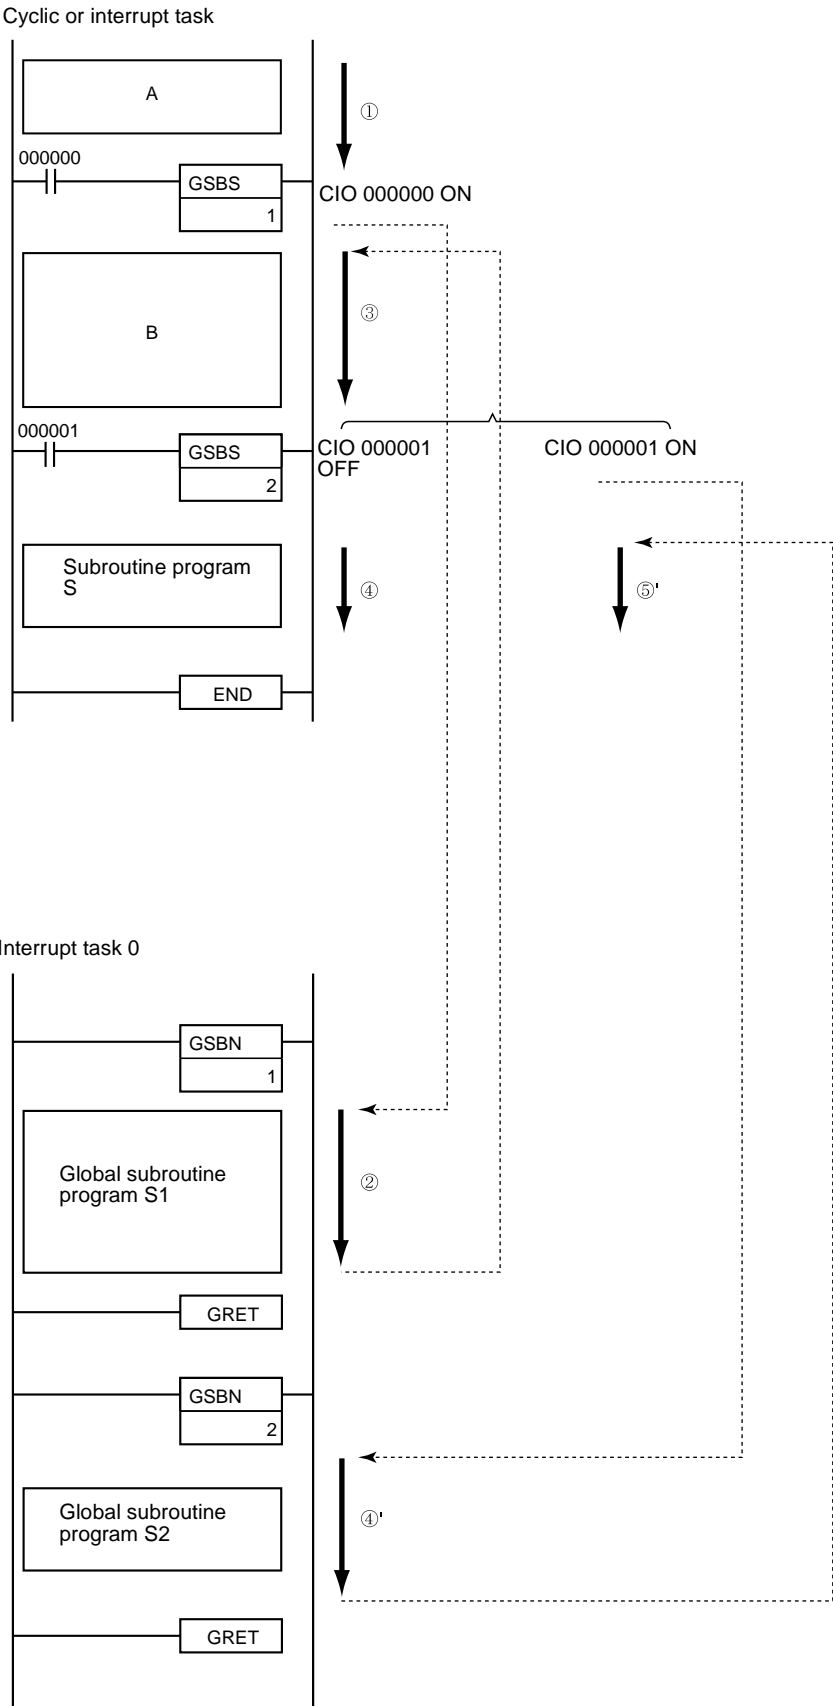 Cyclic or interrupt task
A
①
000000
GSBS
1
CIO 000000 ON
B
③
000001
GSBS
2
CIO 000001
OFF
CIO 000001 ON
Subroutine program
S
④
⑤'
END
Interrupt task 0
GSBN
1
Global subroutine
program S1
②
GRET
GSBN
2
Global subroutine
program S2
④'
GRET